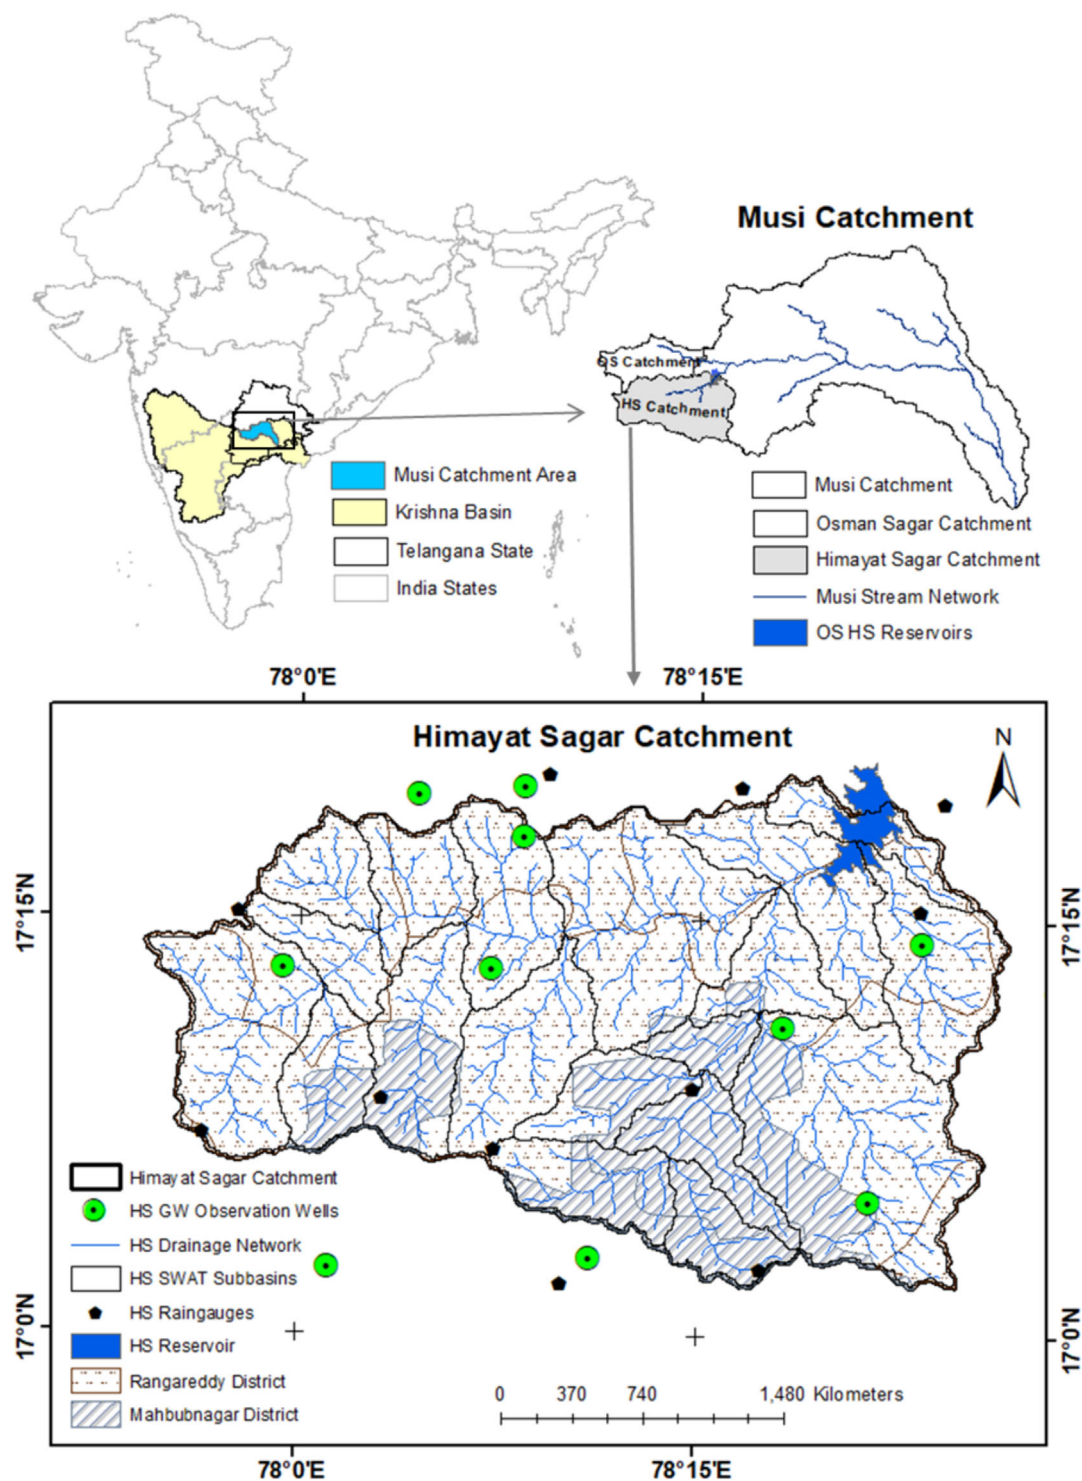 Musi Catchment
OS Catchment
HS Catchment
Musi Catchment Area
Krishna Basin
Telangana State
India States
Musi Catchment
Osman Sagar Catchment
Himayat Sagar Catchment
Musi Stream Network
OS HS Reservoirs
78°0'E
78°15'E
Himayat Sagar Catchment
N
17°15'N
17°15'N
Himayat Sagar Catchment
HS GW Observation Wells
HS Drainage Network
HS SWAT Subbasins
HS Raingauges
HS Reservoir
Rangareddy District
Mahbubnagar District
17°0'N
17°0'N
0 370 740 1,480 Kilometers
78°0'E
78°15'E